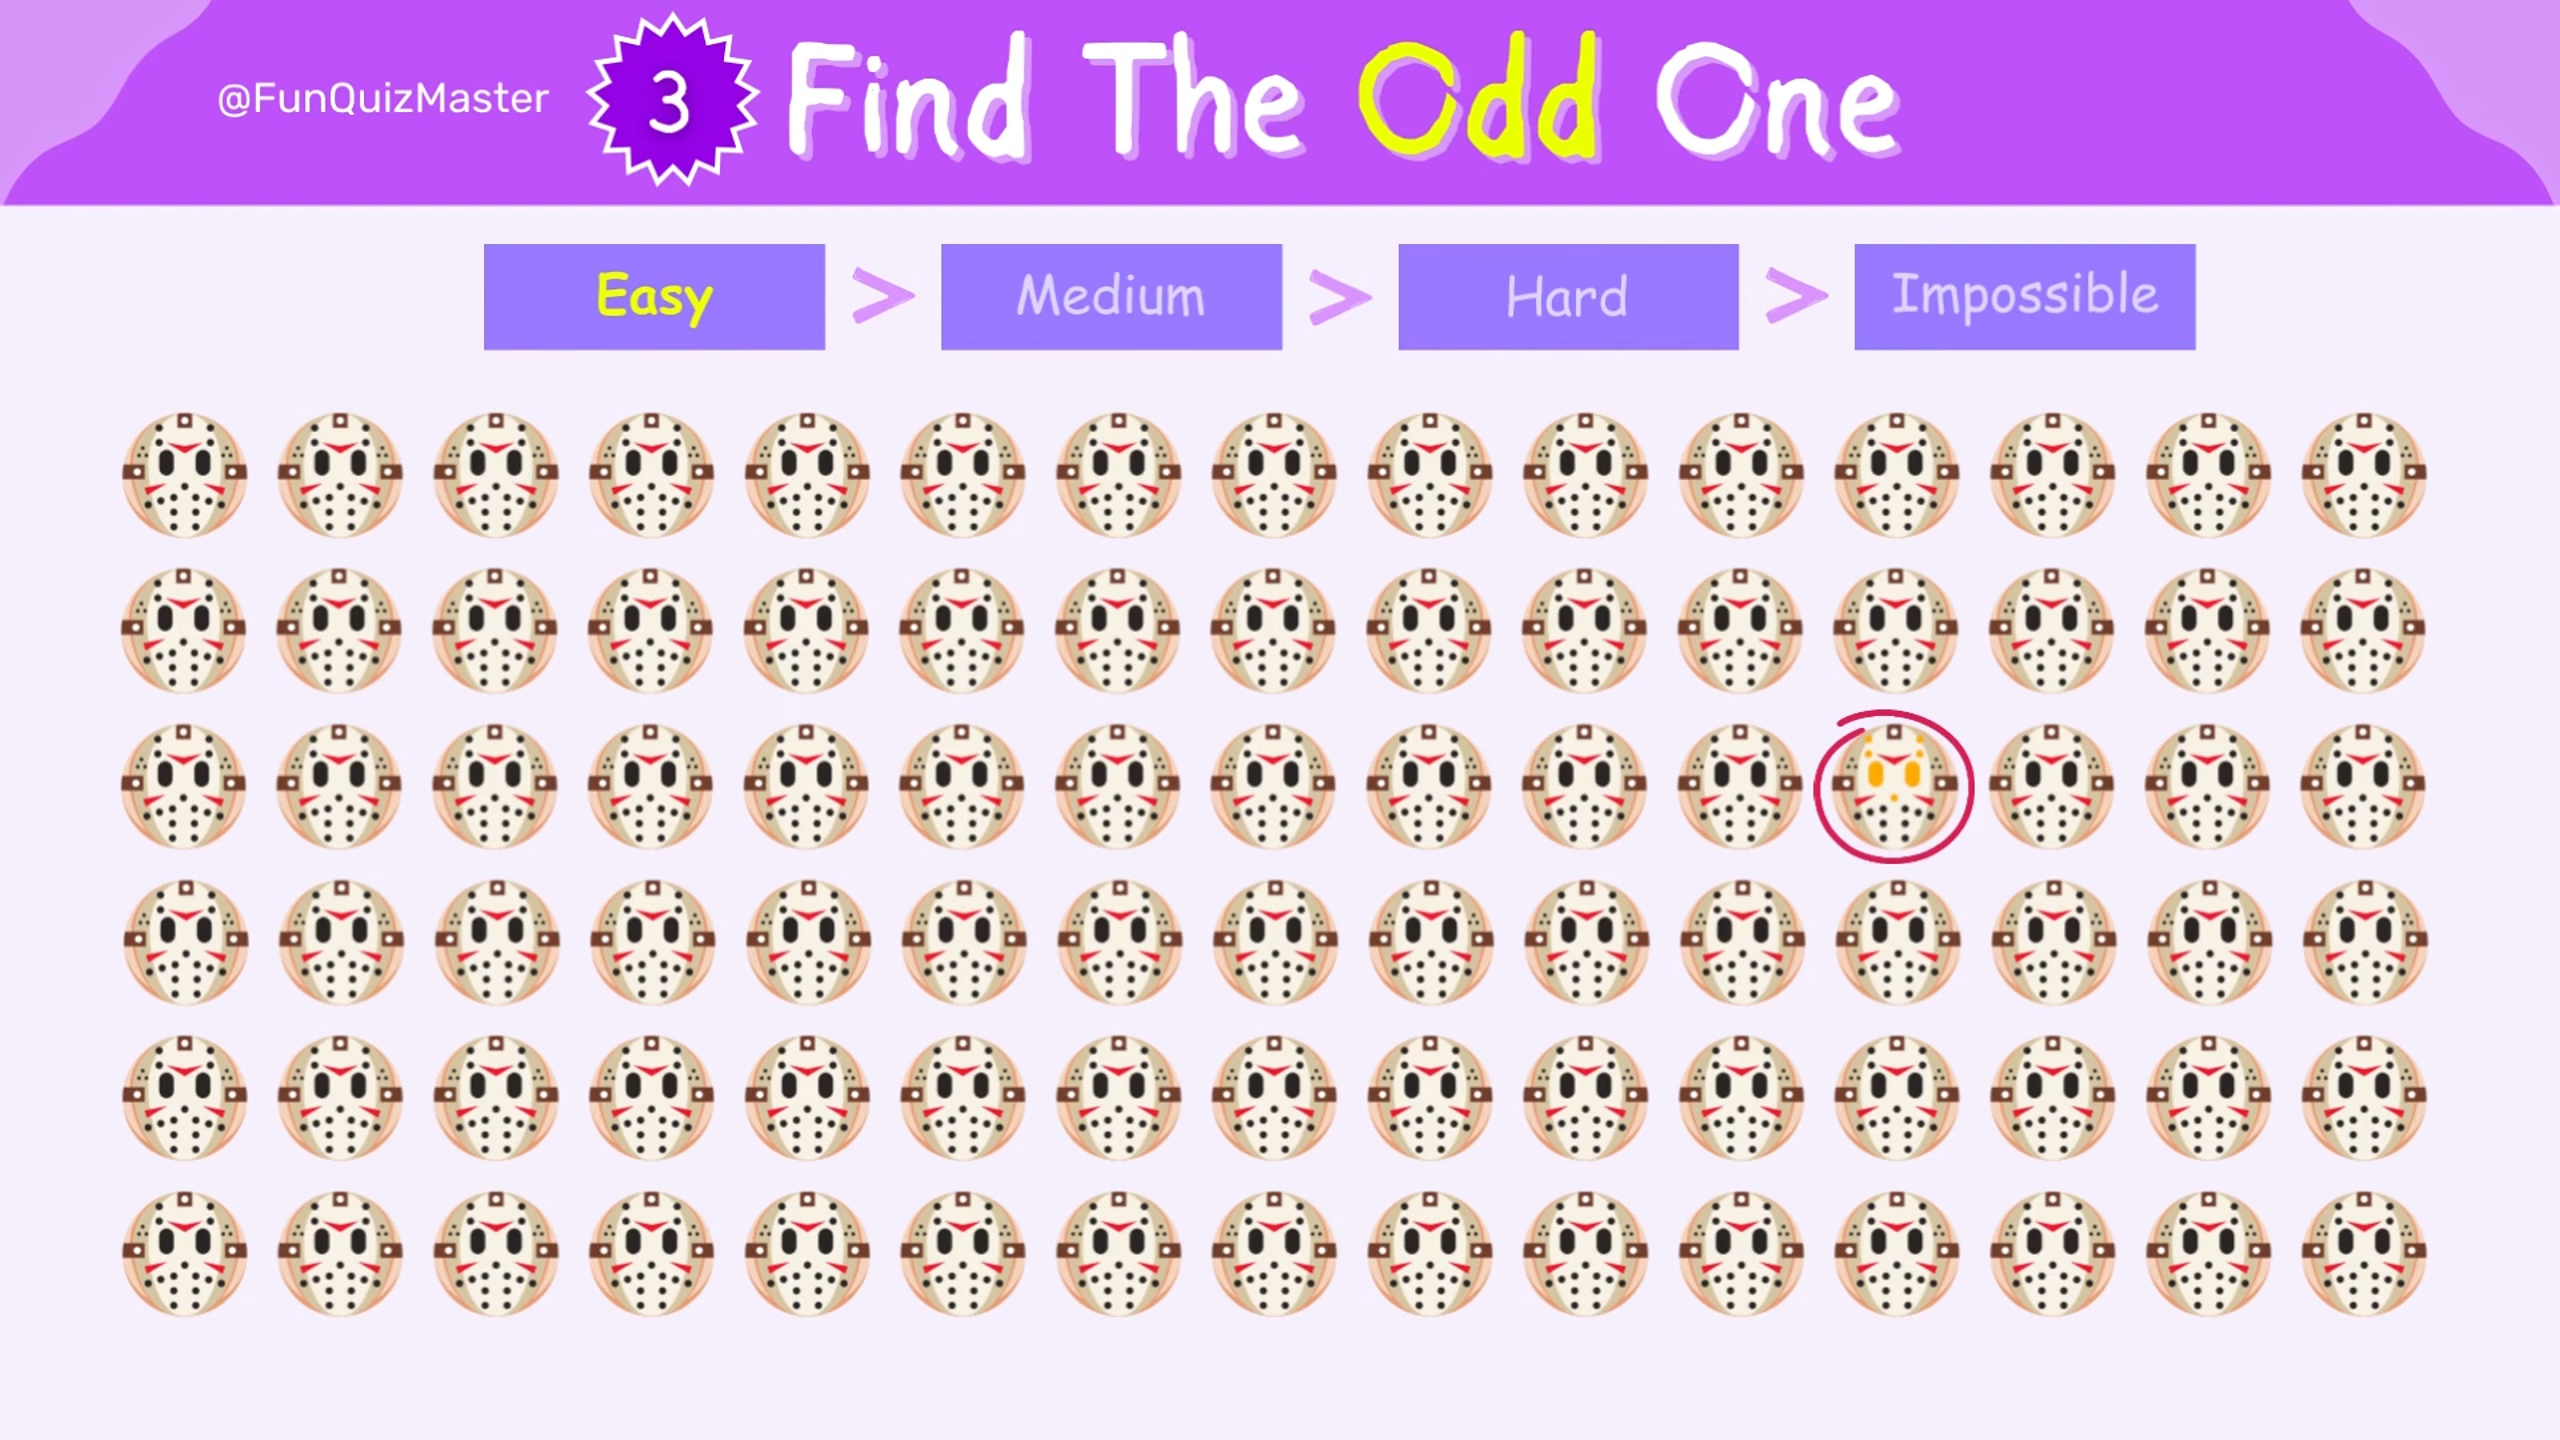 @FunQuizMaster
3
Find The Odd One
Easy > Medium > Hard > Impossible